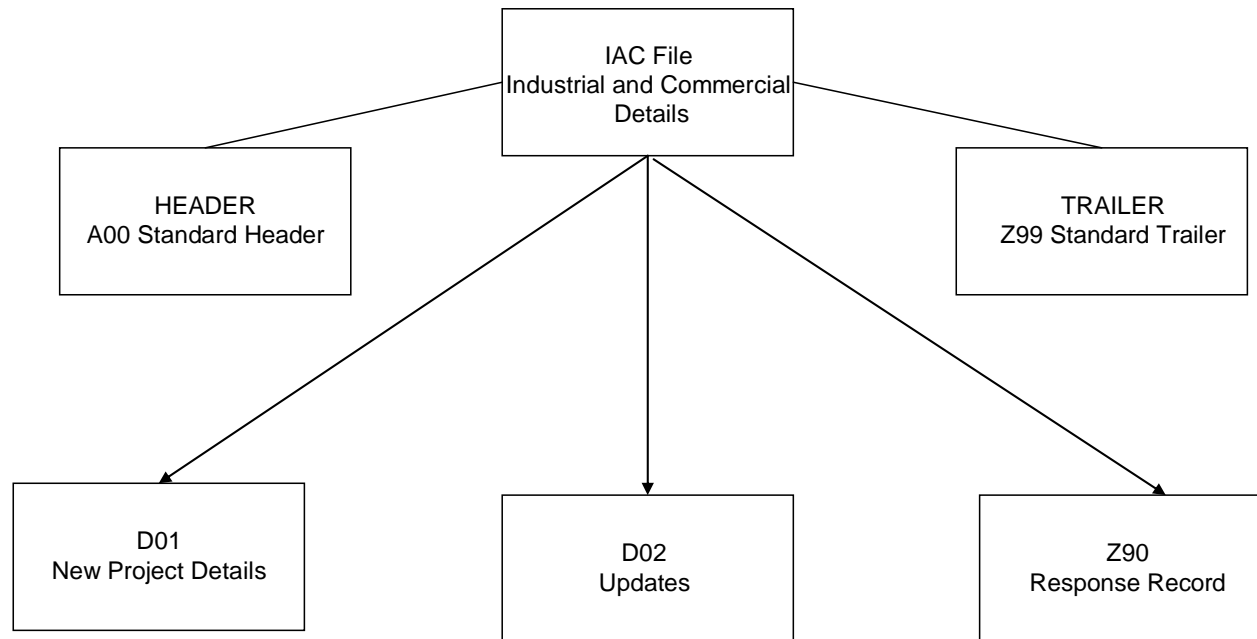 IAC File
Industrial and Commercial
Details
HEADER
A00 Standard Header
TRAILER
Z99 Standard Trailer
D01
New Project Details
D02
Updates
Z90
Response Record